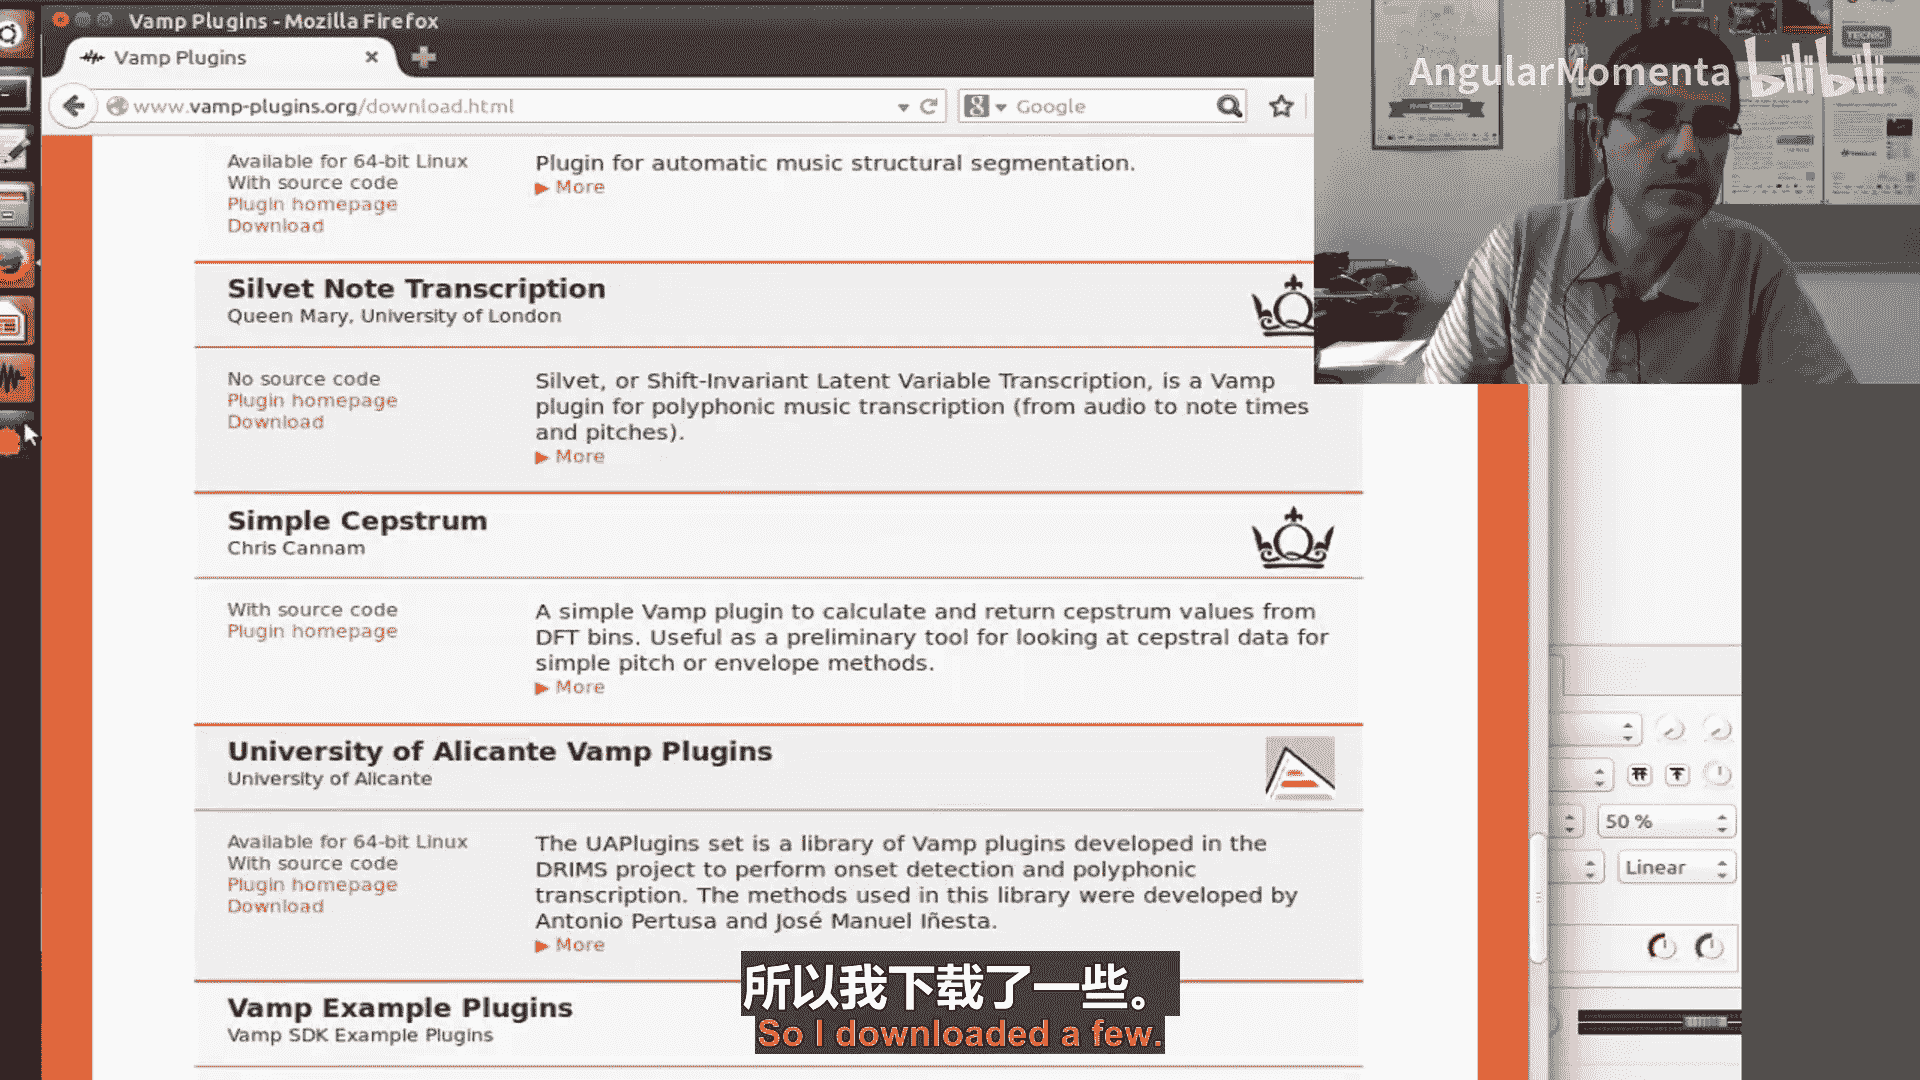 Vamp Plugins - Mozilla Firefox
Vamp Plugins
www.vamp-plugins.org/download.html
Google
AngularMomenta bilibili
TECNIO
Available for 64-bit Linux
With source code
Plugin homepage
Download
Plugin for automatic music structural segmentation.
▶ More
Silvet Note Transcription
Queen Mary, University of London
No source code
Plugin homepage
Download
Silvet, or Shift-Invariant Latent Variable Transcription, is a Vamp
plugin for polyphonic music transcription (from audio to note times
and pitches).
▶ More
Simple Cepstrum
Chris Cannam
With source code
Plugin homepage
A simple Vamp plugin to calculate and return cepstrum values from
DFT bins. Useful as a preliminary tool for looking at cepstral data for
simple pitch or envelope methods.
▶ More
University of Alicante Vamp Plugins
University of Alicante
Available for 64-bit Linux
With source code
Plugin homepage
Download
The UAPlugins set is a library of Vamp plugins developed in the
DRIMS project to perform onset detection and polyphonic
transcription. The methods used in this library were developed by
Antonio Pertusa and José Manuel Iñesta.
▶ More
Vamp Example Plugins
Vamp SDK Example Plugins
50 %
Linear
所以我下载了一些。
So I downloaded a few.